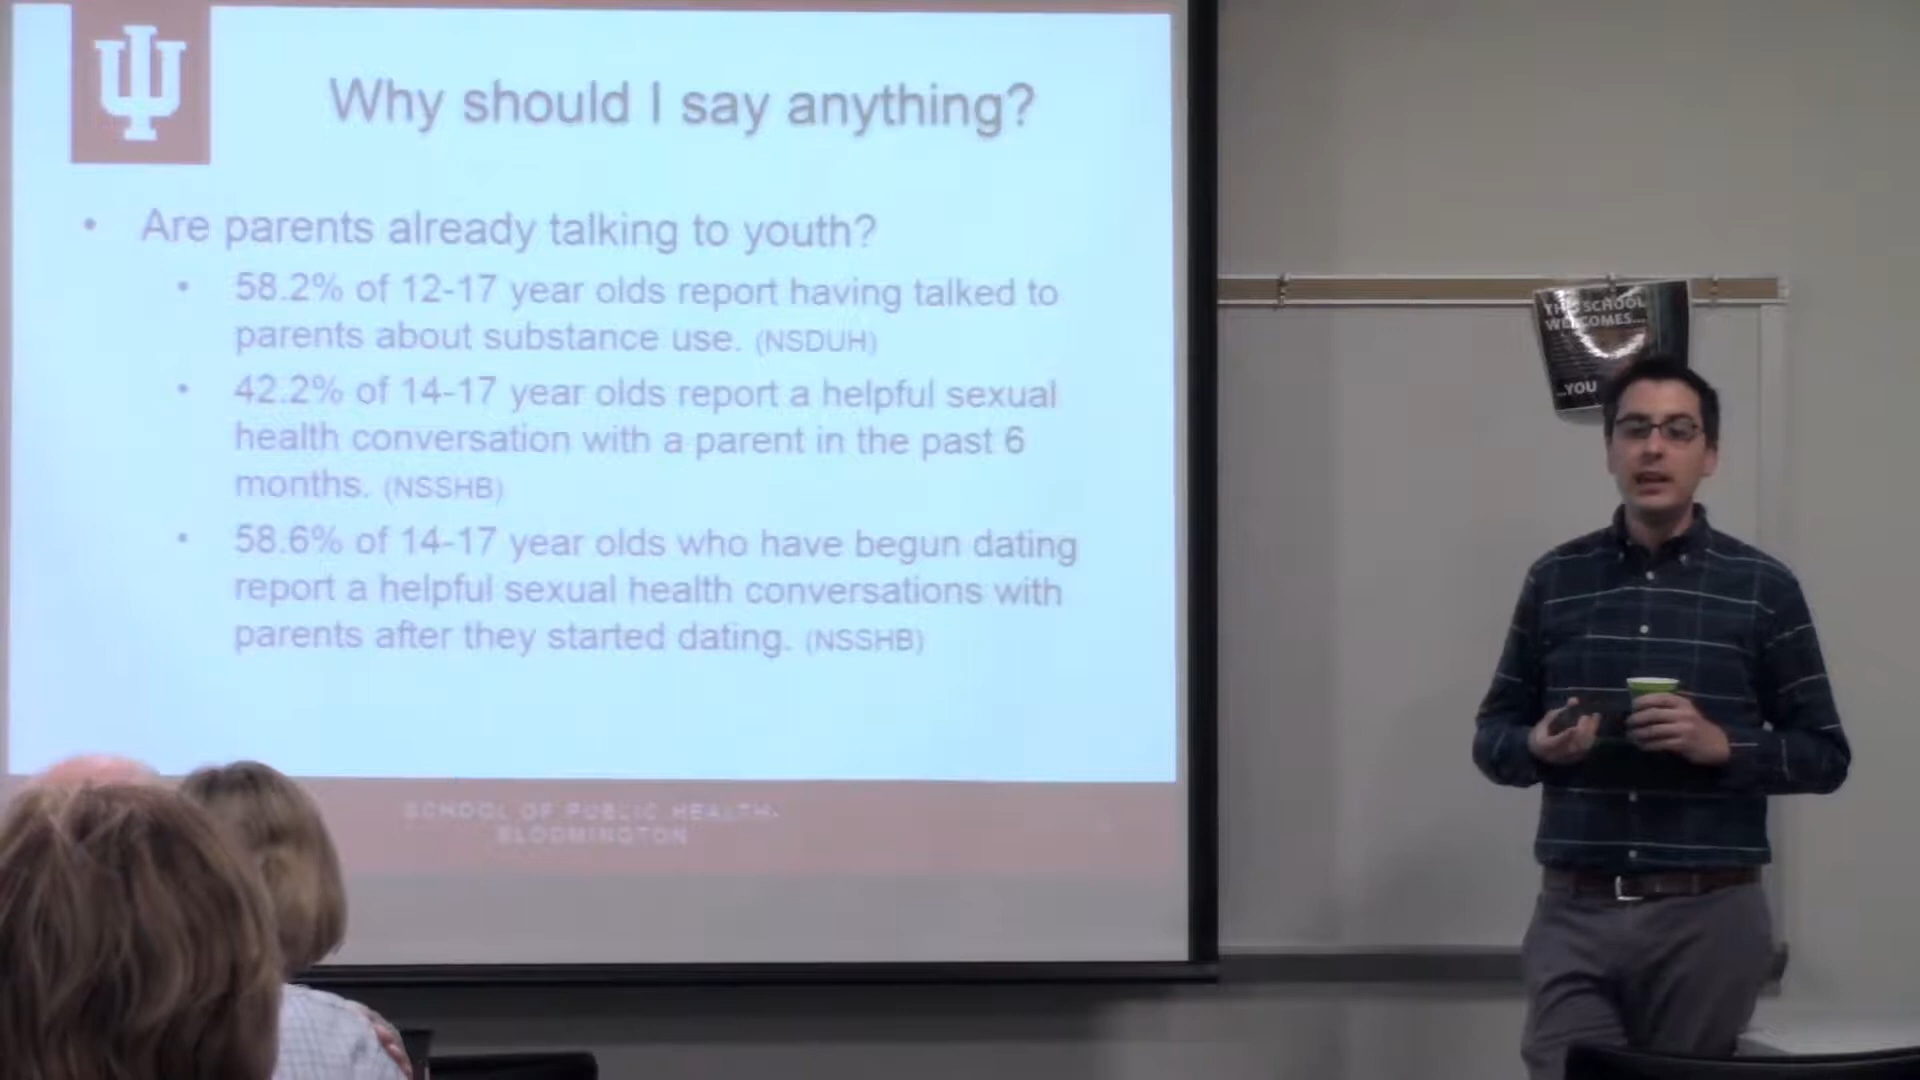 Why should I say anything?
• Are parents already talking to youth?
• 58.2% of 12-17 year olds report having talked to
parents about substance use. (NSDUH)
• 42.2% of 14-17 year olds report a helpful sexual
health conversation with a parent in the past 6
months. (NSSHB)
• 58.6% of 14-17 year olds who have begun dating
report a helpful sexual health conversations with
parents after they started dating. (NSSHB)
SCHOOL OF PUBLIC HEALTH-
BLOOMINGTON
THIS SCHOOL
WELCOMES...
...YOU